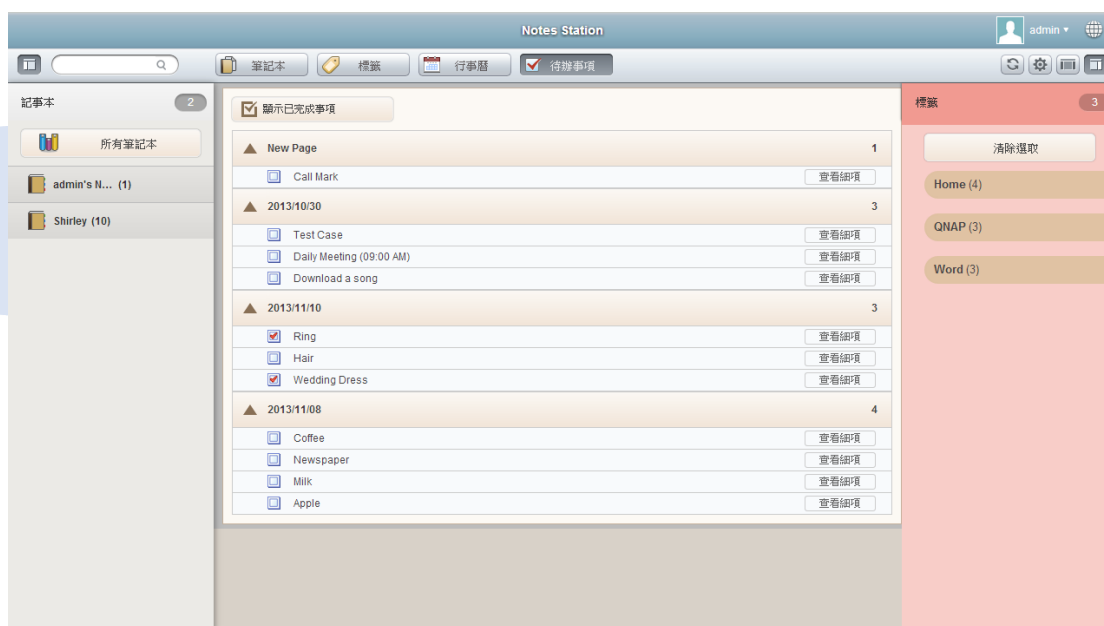 Notes Station
admin
筆記本 標籤 行事曆 待辦事項
記事本 2
所有筆記本
admin's N... (1)
Shirley (10)
顯示已完成事項
New Page 1
Call Mark 查看細項
2013/10/30 3
Test Case 查看細項
Daily Meeting (09:00 AM) 查看細項
Download a song 查看細項
2013/11/10 3
Ring 查看細項
Hair 查看細項
Wedding Dress 查看細項
2013/11/08 4
Coffee 查看細項
Newspaper 查看細項
Milk 查看細項
Apple 查看細項
標籤 3
清除選取
Home (4)
QNAP (3)
Word (3)